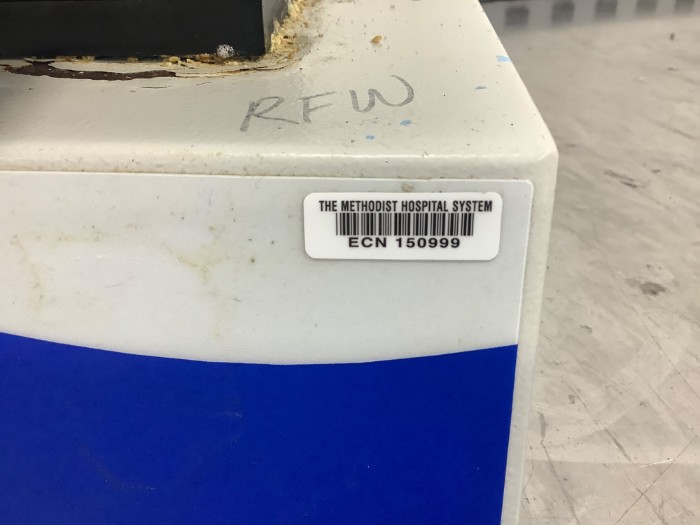 RFW
THE METHODIST HOSPITAL SYSTEM
ECN 150999